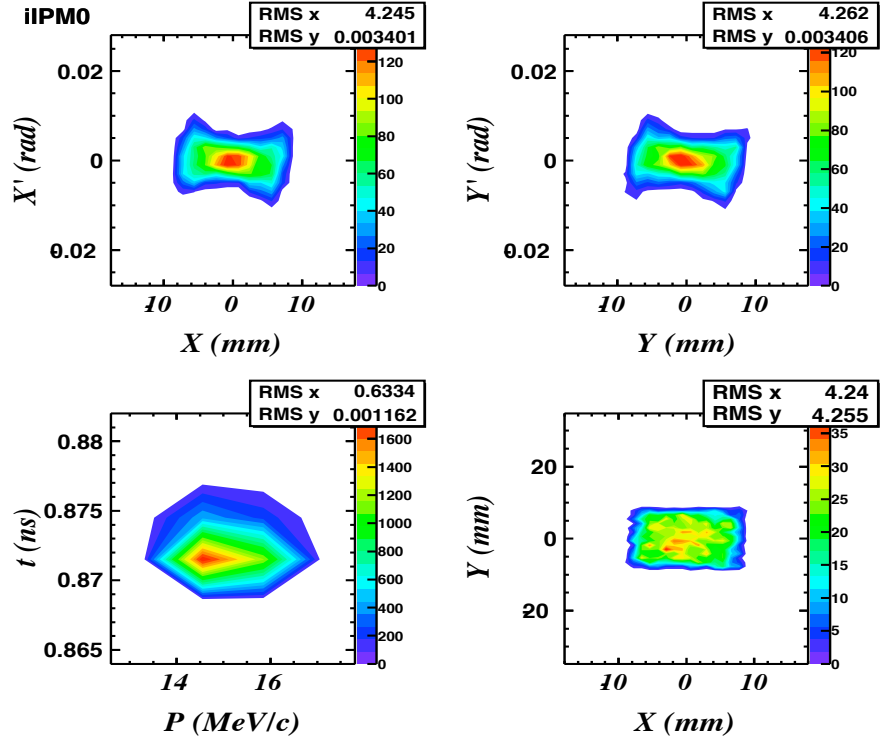 iIPM0
RMS x 4.245
RMS y 0.003401
0.02
0
-0.02
X' (rad)
-10 0 10
X (mm)
120
100
80
60
40
20
0
RMS x 4.262
RMS y 0.003406
0.02
0
-0.02
Y' (rad)
-10 0 10
Y (mm)
120
100
80
60
40
20
0
RMS x 0.6334
RMS y 0.001162
0.88
0.875
0.87
0.865
t (ns)
14 16
P (MeV/c)
1600
1400
1200
1000
800
600
400
200
0
RMS x 4.24
RMS y 4.255
20
0
-20
Y (mm)
-10 0 10
X (mm)
35
30
25
20
15
10
5
0